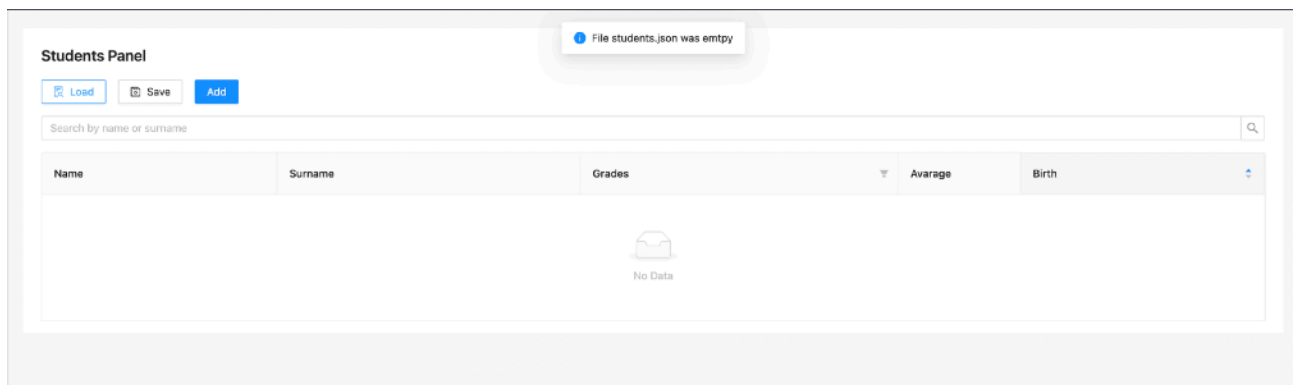 File students.json was emtpy
Students Panel
Load Save Add
Search by name or surname
Name Surname Grades Avarage Birth
No Data